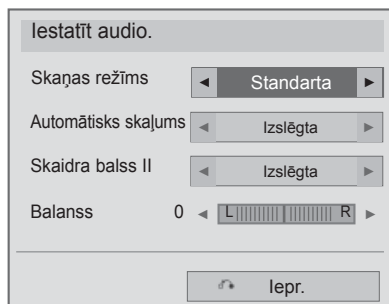 Iestatīt audio.
Skaņas režīms ◄ Standarta ►
Automātisks skaļums ◄ Izslēgta ►
Skaidra balss II ◄ Izslēgta ►
Balanss 0 ◄ L R ►
Iepr.